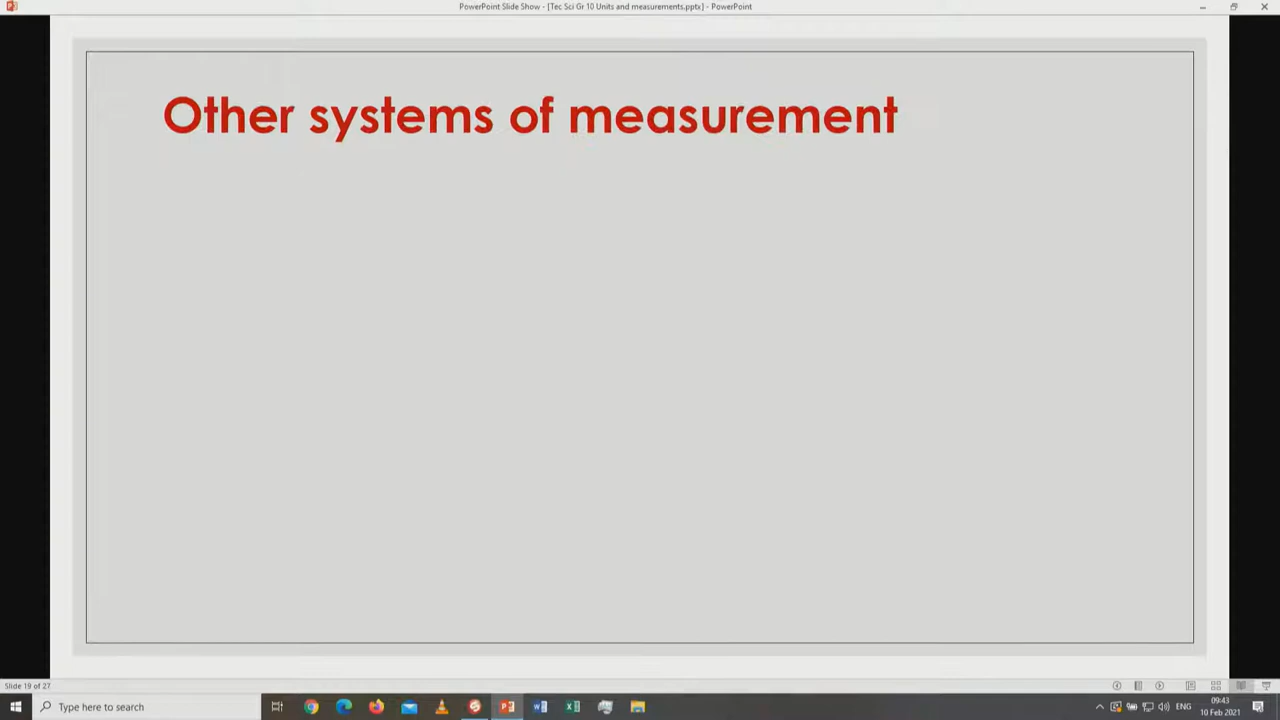 PowerPoint Slide Show - [Tec Sci Gr 10 Units and measurements.pptx] - PowerPoint
Other systems of measurement
Slide 19 of 27
Type here to search
ENG
09:43
10 Feb 2021